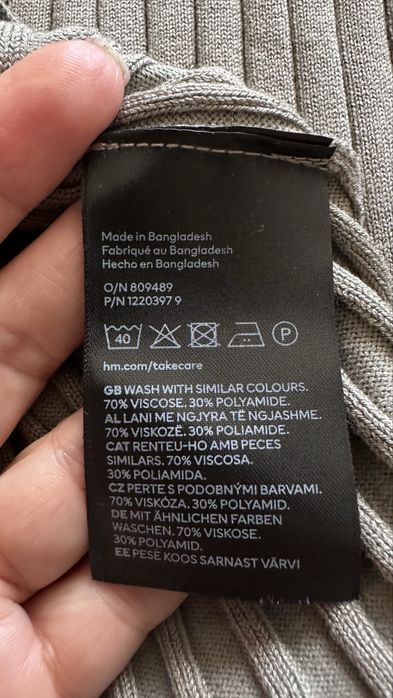 Made in Bangladesh
Fabriqué au Bangladesh
Hecho en Bangladesh
O/N 809489
P/N 1220397 9
40 P
hm.com/takecare
GB WASH WITH SIMILAR COLOURS.
70% VISCOSE. 30% POLYAMIDE.
AL LANI ME NGJYRA TË NGJASHME.
70% VISKOZË. 30% POLIAMIDE.
CAT RENTEU-HO AMB PECES
SIMILARS. 70% VISCOSA.
30% POLIAMIDA.
CZ PERTE S PODOBNÝMI BARVAMI.
70% VISKÓZA. 30% POLYAMID.
DE MIT ÄHNLICHEN FARBEN
WASCHEN. 70% VISKOSE.
30% POLYAMID.
EE PESE KOOS SARNAST VÄRVI